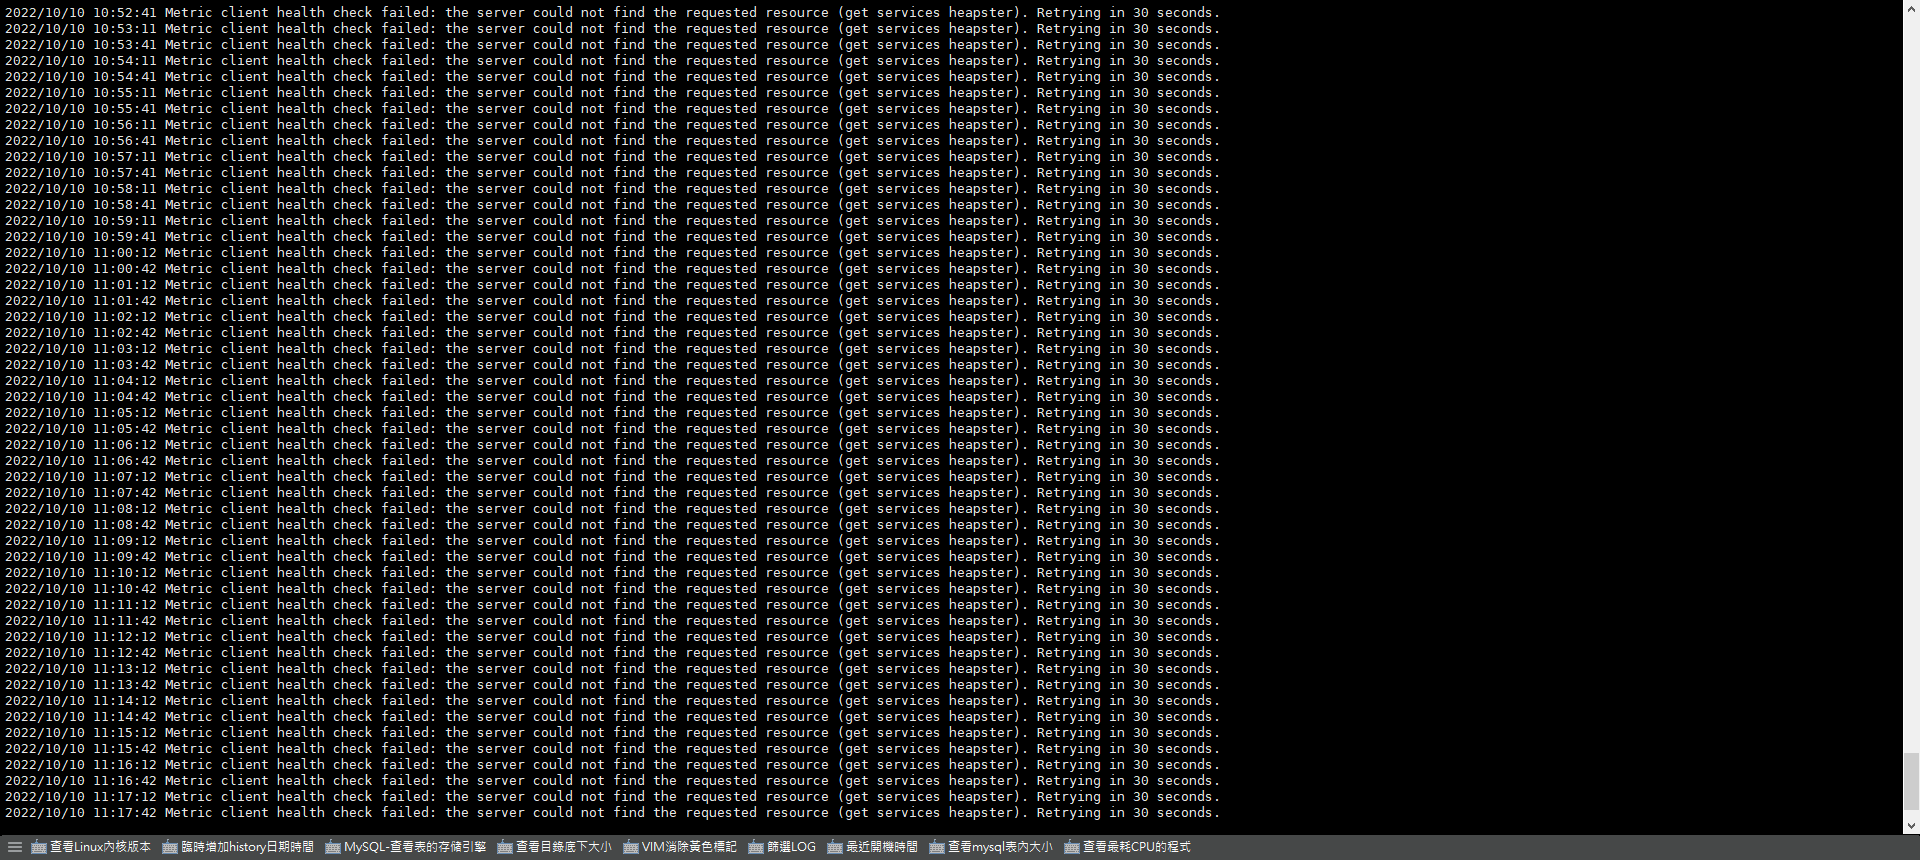 2022/10/10 10:52:41 Metric client health check failed: the server could not find the requested resource (get services heapster). Retrying in 30 seconds.
2022/10/10 10:53:11 Metric client health check failed: the server could not find the requested resource (get services heapster). Retrying in 30 seconds.
2022/10/10 10:53:41 Metric client health check failed: the server could not find the requested resource (get services heapster). Retrying in 30 seconds.
2022/10/10 10:54:11 Metric client health check failed: the server could not find the requested resource (get services heapster). Retrying in 30 seconds.
2022/10/10 10:54:41 Metric client health check failed: the server could not find the requested resource (get services heapster). Retrying in 30 seconds.
2022/10/10 10:55:11 Metric client health check failed: the server could not find the requested resource (get services heapster). Retrying in 30 seconds.
2022/10/10 10:55:41 Metric client health check failed: the server could not find the requested resource (get services heapster). Retrying in 30 seconds.
2022/10/10 10:56:11 Metric client health check failed: the server could not find the requested resource (get services heapster). Retrying in 30 seconds.
2022/10/10 10:56:41 Metric client health check failed: the server could not find the requested resource (get services heapster). Retrying in 30 seconds.
2022/10/10 10:57:11 Metric client health check failed: the server could not find the requested resource (get services heapster). Retrying in 30 seconds.
2022/10/10 10:57:41 Metric client health check failed: the server could not find the requested resource (get services heapster). Retrying in 30 seconds.
2022/10/10 10:58:11 Metric client health check failed: the server could not find the requested resource (get services heapster). Retrying in 30 seconds.
2022/10/10 10:58:41 Metric client health check failed: the server could not find the requested resource (get services heapster). Retrying in 30 seconds.
2022/10/10 10:59:11 Metric client health check failed: the server could not find the requested resource (get services heapster). Retrying in 30 seconds.
2022/10/10 10:59:41 Metric client health check failed: the server could not find the requested resource (get services heapster). Retrying in 30 seconds.
2022/10/10 11:00:12 Metric client health check failed: the server could not find the requested resource (get services heapster). Retrying in 30 seconds.
2022/10/10 11:00:42 Metric client health check failed: the server could not find the requested resource (get services heapster). Retrying in 30 seconds.
2022/10/10 11:01:12 Metric client health check failed: the server could not find the requested resource (get services heapster). Retrying in 30 seconds.
2022/10/10 11:01:42 Metric client health check failed: the server could not find the requested resource (get services heapster). Retrying in 30 seconds.
2022/10/10 11:02:12 Metric client health check failed: the server could not find the requested resource (get services heapster). Retrying in 30 seconds.
2022/10/10 11:02:42 Metric client health check failed: the server could not find the requested resource (get services heapster). Retrying in 30 seconds.
2022/10/10 11:03:12 Metric client health check failed: the server could not find the requested resource (get services heapster). Retrying in 30 seconds.
2022/10/10 11:03:42 Metric client health check failed: the server could not find the requested resource (get services heapster). Retrying in 30 seconds.
2022/10/10 11:04:12 Metric client health check failed: the server could not find the requested resource (get services heapster). Retrying in 30 seconds.
2022/10/10 11:04:42 Metric client health check failed: the server could not find the requested resource (get services heapster). Retrying in 30 seconds.
2022/10/10 11:05:12 Metric client health check failed: the server could not find the requested resource (get services heapster). Retrying in 30 seconds.
2022/10/10 11:05:42 Metric client health check failed: the server could not find the requested resource (get services heapster). Retrying in 30 seconds.
2022/10/10 11:06:12 Metric client health check failed: the server could not find the requested resource (get services heapster). Retrying in 30 seconds.
2022/10/10 11:06:42 Metric client health check failed: the server could not find the requested resource (get services heapster). Retrying in 30 seconds.
2022/10/10 11:07:12 Metric client health check failed: the server could not find the requested resource (get services heapster). Retrying in 30 seconds.
2022/10/10 11:07:42 Metric client health check failed: the server could not find the requested resource (get services heapster). Retrying in 30 seconds.
2022/10/10 11:08:12 Metric client health check failed: the server could not find the requested resource (get services heapster). Retrying in 30 seconds.
2022/10/10 11:08:42 Metric client health check failed: the server could not find the requested resource (get services heapster). Retrying in 30 seconds.
2022/10/10 11:09:12 Metric client health check failed: the server could not find the requested resource (get services heapster). Retrying in 30 seconds.
2022/10/10 11:09:42 Metric client health check failed: the server could not find the requested resource (get services heapster). Retrying in 30 seconds.
2022/10/10 11:10:12 Metric client health check failed: the server could not find the requested resource (get services heapster). Retrying in 30 seconds.
2022/10/10 11:10:42 Metric client health check failed: the server could not find the requested resource (get services heapster). Retrying in 30 seconds.
2022/10/10 11:11:12 Metric client health check failed: the server could not find the requested resource (get services heapster). Retrying in 30 seconds.
2022/10/10 11:11:42 Metric client health check failed: the server could not find the requested resource (get services heapster). Retrying in 30 seconds.
2022/10/10 11:12:12 Metric client health check failed: the server could not find the requested resource (get services heapster). Retrying in 30 seconds.
2022/10/10 11:12:42 Metric client health check failed: the server could not find the requested resource (get services heapster). Retrying in 30 seconds.
2022/10/10 11:13:12 Metric client health check failed: the server could not find the requested resource (get services heapster). Retrying in 30 seconds.
2022/10/10 11:13:42 Metric client health check failed: the server could not find the requested resource (get services heapster). Retrying in 30 seconds.
2022/10/10 11:14:12 Metric client health check failed: the server could not find the requested resource (get services heapster). Retrying in 30 seconds.
2022/10/10 11:14:42 Metric client health check failed: the server could not find the requested resource (get services heapster). Retrying in 30 seconds.
2022/10/10 11:15:12 Metric client health check failed: the server could not find the requested resource (get services heapster). Retrying in 30 seconds.
2022/10/10 11:15:42 Metric client health check failed: the server could not find the requested resource (get services heapster). Retrying in 30 seconds.
2022/10/10 11:16:12 Metric client health check failed: the server could not find the requested resource (get services heapster). Retrying in 30 seconds.
2022/10/10 11:16:42 Metric client health check failed: the server could not find the requested resource (get services heapster). Retrying in 30 seconds.
2022/10/10 11:17:12 Metric client health check failed: the server could not find the requested resource (get services heapster). Retrying in 30 seconds.
2022/10/10 11:17:42 Metric client health check failed: the server could not find the requested resource (get services heapster). Retrying in 30 seconds.
查看Linux內核版本 臨時增加history日期時間 MySQL-查看表的存储引擎 查看目錄底下大小 VIM消除黃色標記 篩選LOG 最近開機時間 查看mysql表內大小 查看最耗CPU的程式